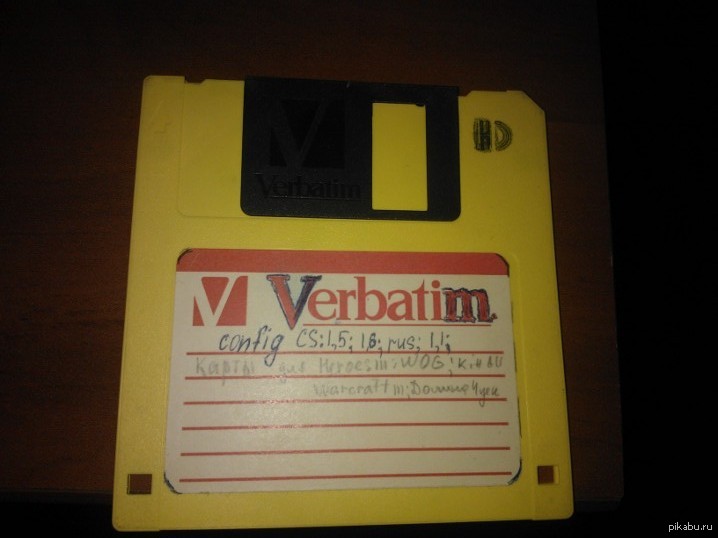 Verbatim
HD
Verbatim
config CS:1,5; 1,6; rus; 1,1;
Карты для Heroes III; WOG;
Warcraft III;
pikabu.ru